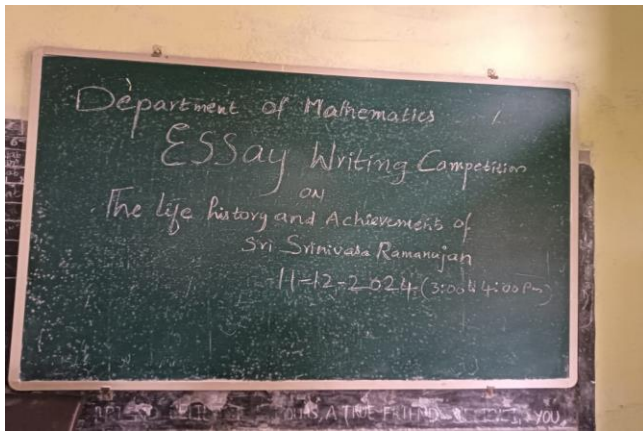 Department of Mathematics
ESSay Writing Competition
ON
The life history and Achievements of
Sri Srinivasa Ramanujan
11-12-2024 (3:00 to 4:00 Pm)
A TRUE FRIEND
YOU